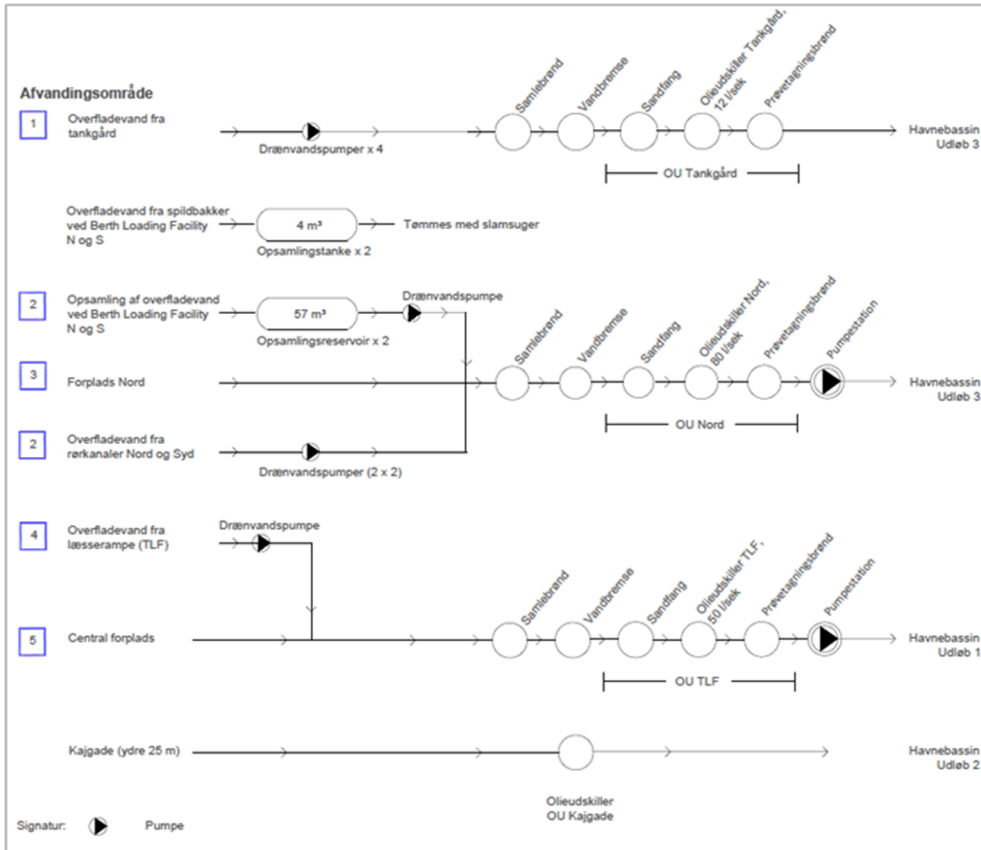 Afvandingsområde
1
Overfladevand fra
tankgård
Drænvandspumper x 4
Samlebrønd
Vandbremse
Sandfang
Olieudskiller Tankgård,
12 l/sek
Prøvetagningsbrønd
OU Tankgård
Havnebassin
Udløb 3
Overfladevand fra spildbakker
ved Berth Loading Facility
N og S
4 m³
Opsamlingstanke x 2
Tømmes med slamsuger
2
Opsamling af overfladevand
ved Berth Loading Facility
N og S
57 m³
Opsamlingsreservoir x 2
Drænvandspumpe
3
Forplads Nord
Samlebrønd
Vandbremse
Sandfang
Olieudskiller Nord,
80 l/sek
Prøvetagningsbrønd
Pumpestation
OU Nord
Havnebassin
Udløb 3
2
Overfladevand fra
rørkanaler Nord og Syd
Drænvandspumper (2 x 2)
4
Overfladevand fra
læsserampe (TLF)
Drænvandspumpe
5
Central forplads
Samlebrønd
Vandbremse
Sandfang
Olieudskiller TLF,
50 l/sek
Prøvetagningsbrønd
Pumpestation
OU TLF
Havnebassin
Udløb 1
Kajgade (ydre 25 m)
Olieudskiller
OU Kajgade
Havnebassin
Udløb 2
Signatur:
Pumpe